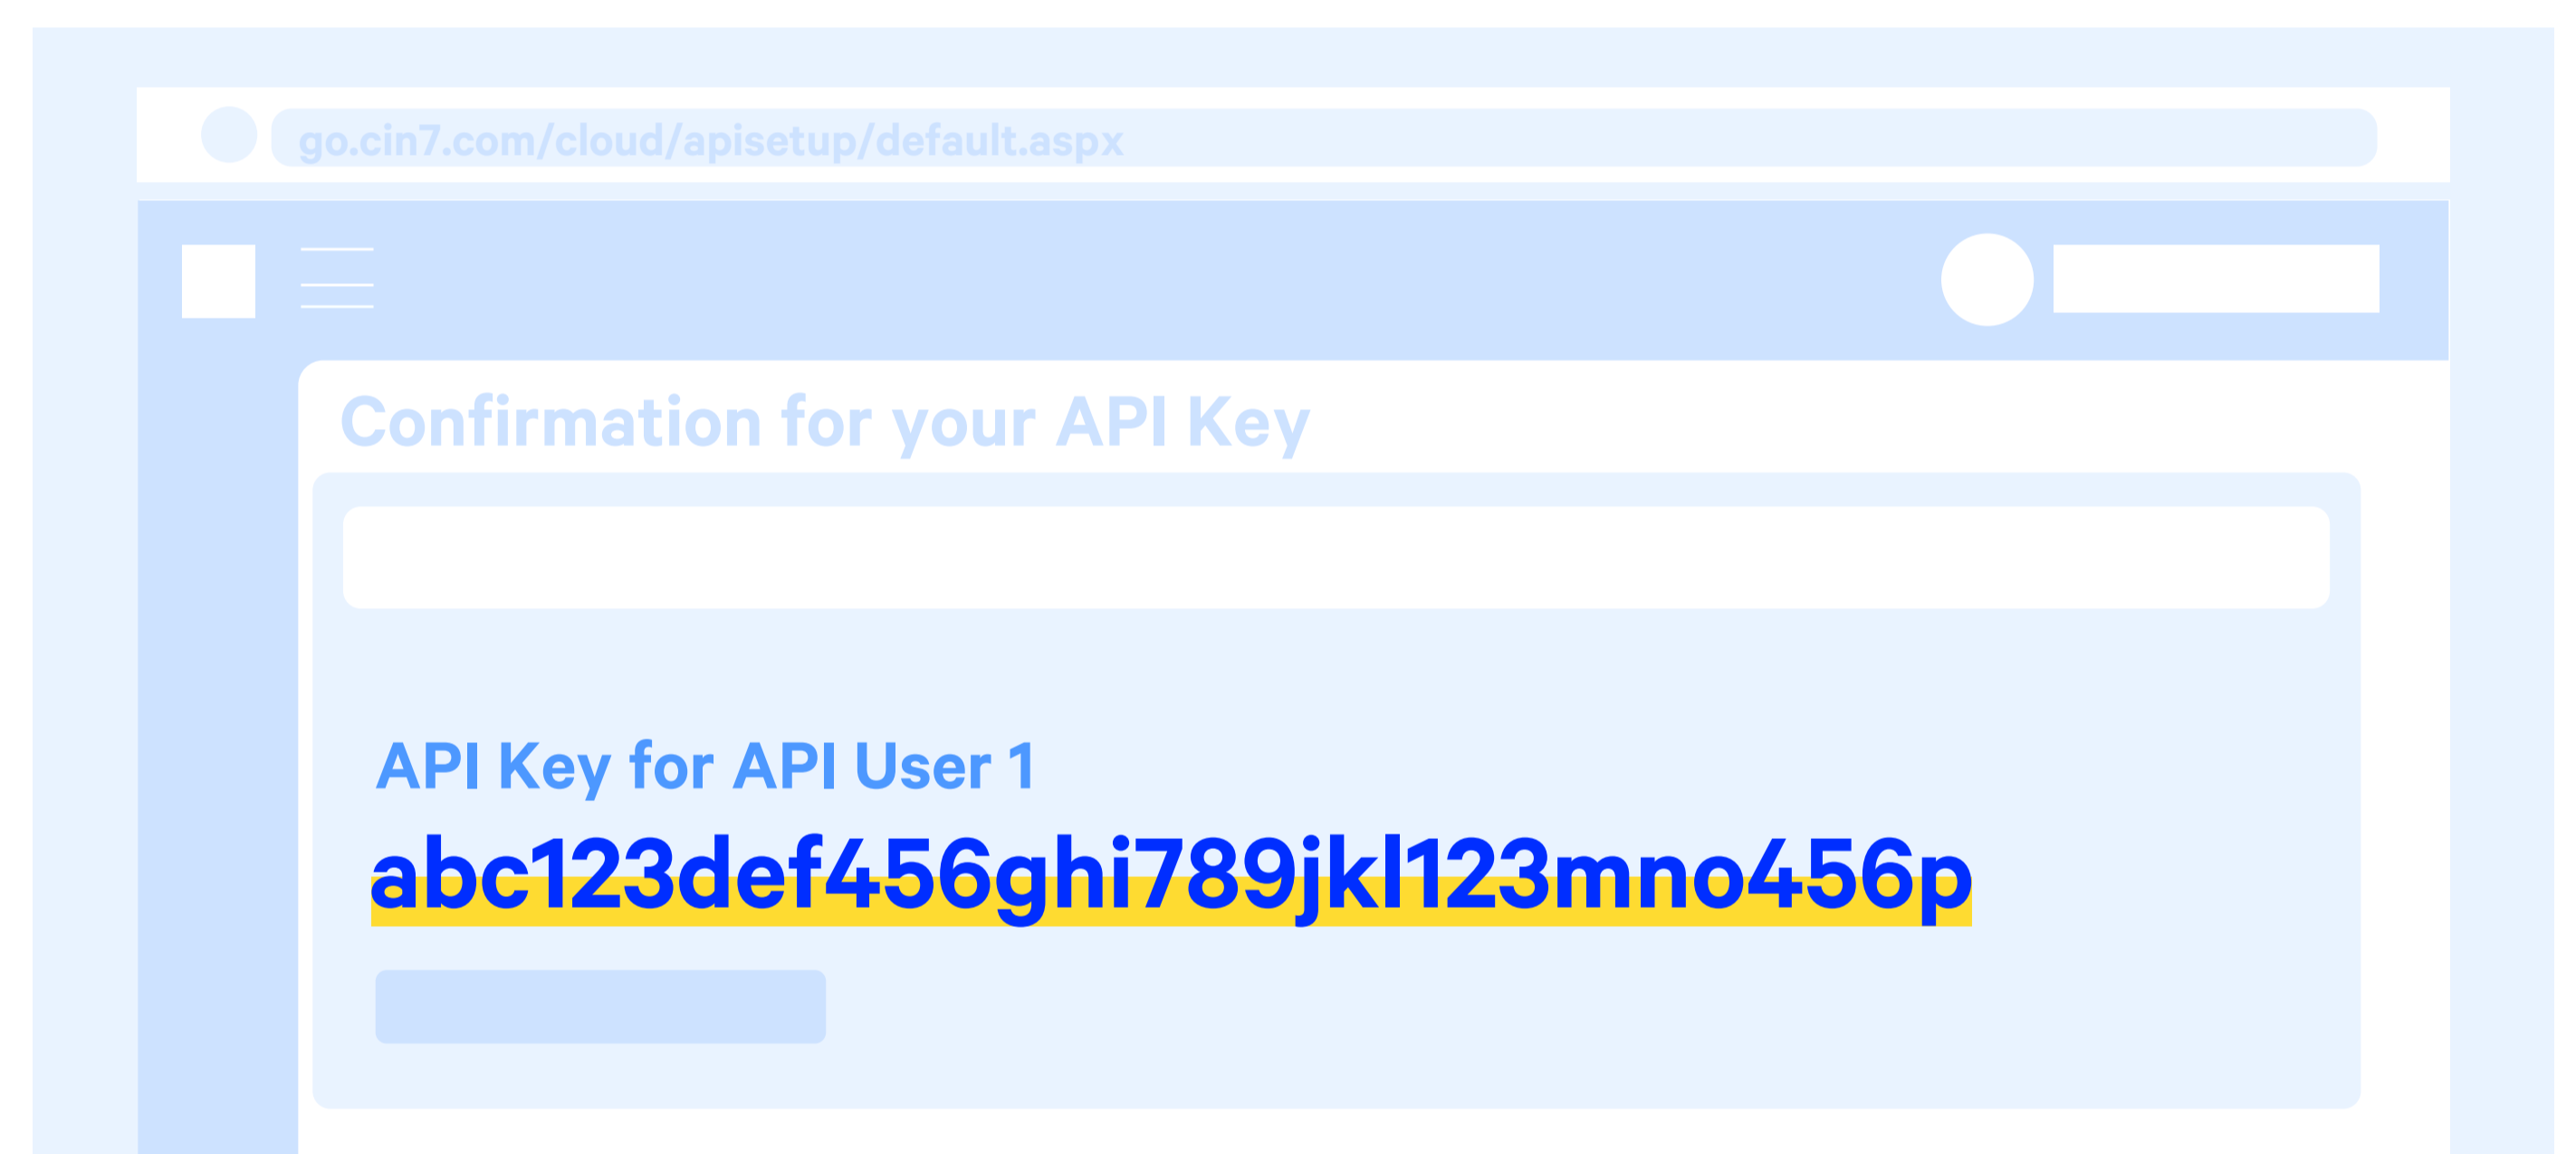 go.cin7.com/cloud/apisetup/default.aspx
Confirmation for your API Key
API Key for API User 1
abc123def456ghi789jkl123mno456p